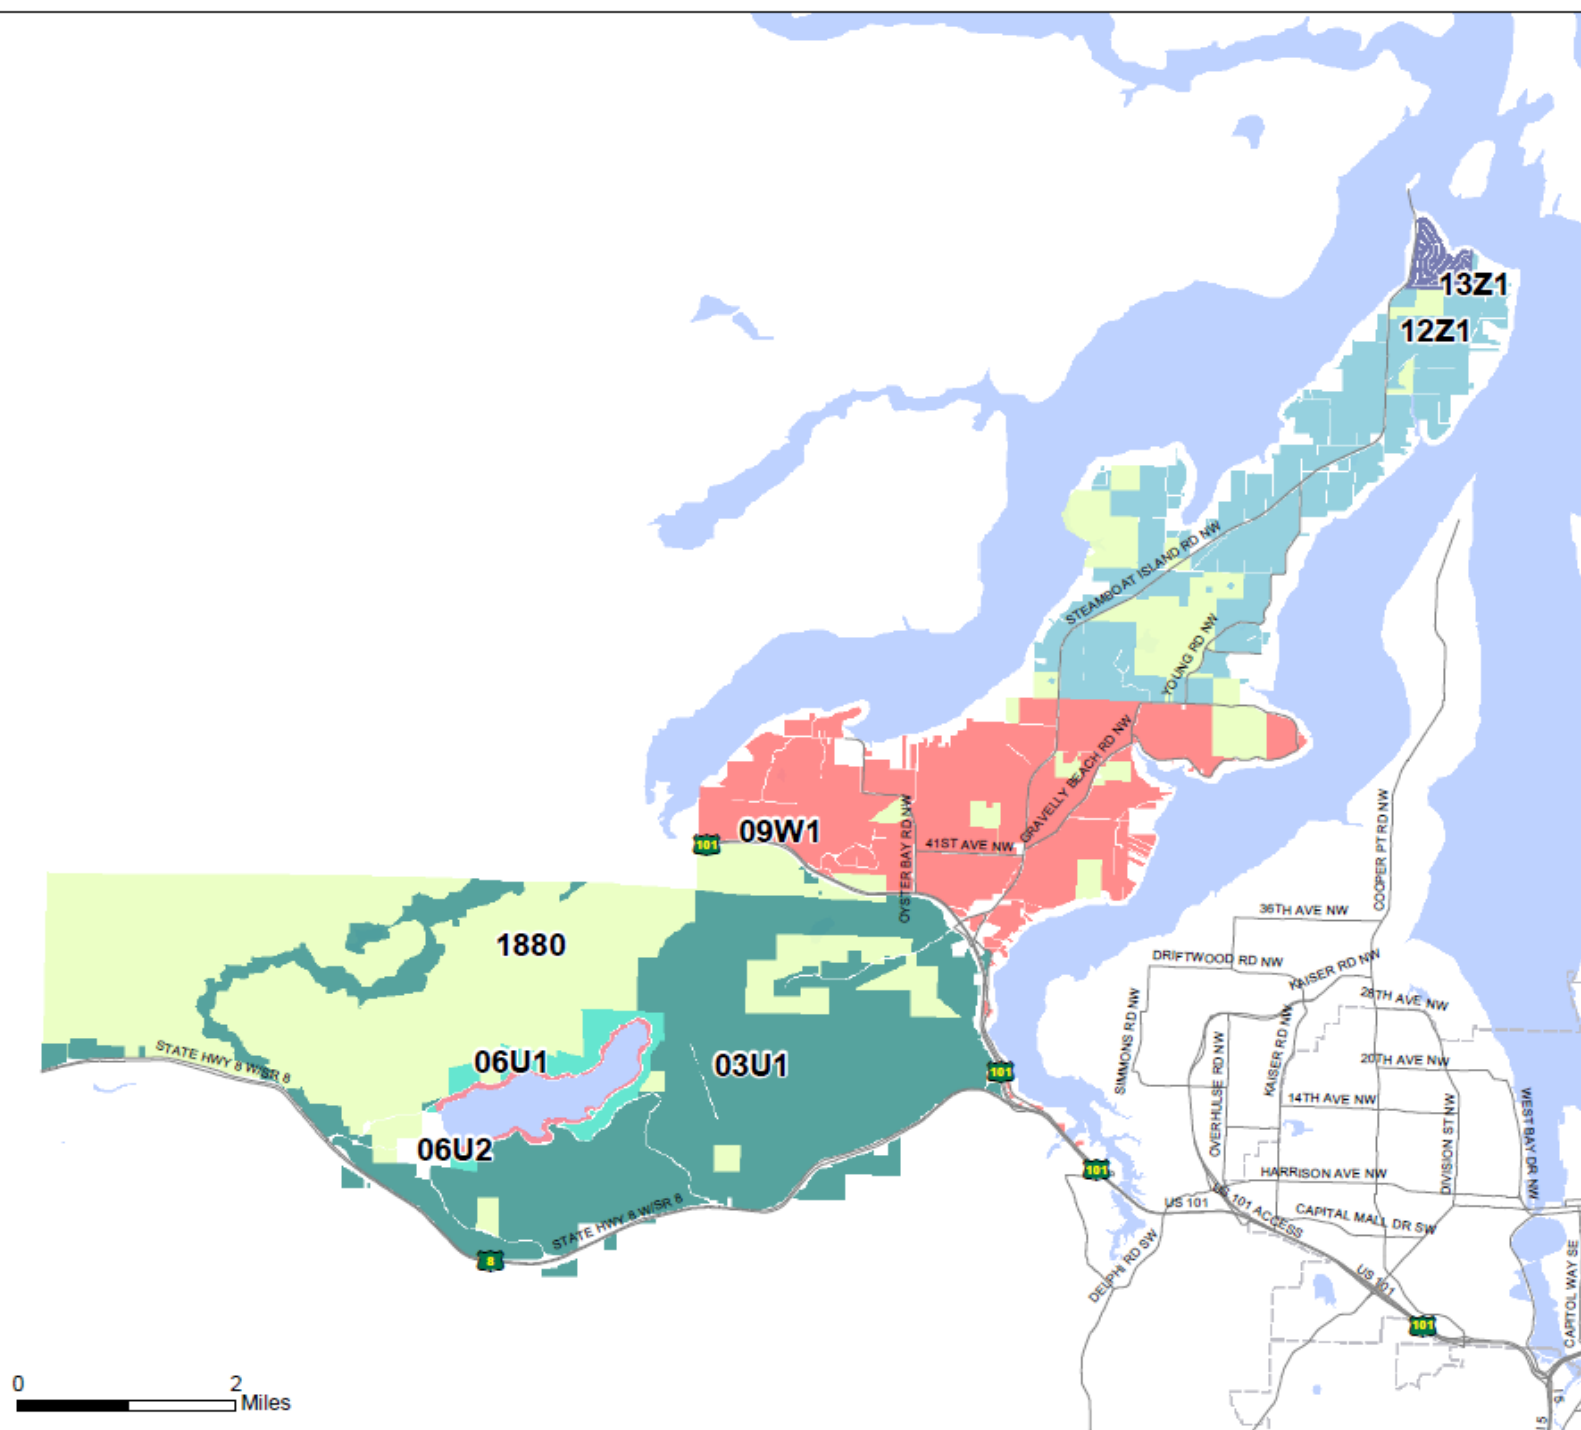 13Z1
12Z1
STEAMBOAT ISLAND RD NW
YOUNG RD NW
GRAVELLY BEACH RD NW
COOPER PT RD NW
09W1
101
OYSTER BAY RD NW
41ST AVE NW
36TH AVE NW
1880
DRIFTWOOD RD NW
KAISER RD NW
28TH AVE NW
SIMMONS RD NW
OVERHULSE RD NW
KAISER RD NW
STATE HWY 8 W/SR 8
06U1
03U1
101
20TH AVE NW
14TH AVE NW
DIVISION ST NW
WEST BAY DR NW
06U2
101
HARRISON AVE NW
US 101
US 101 ACCESS
CAPITAL MALL DR SW
STATE HWY 8 W/SR 8
8
DELPHI RD SW
US 101
CAPITOL WAY SE
101
0 2
Miles
I5
I5